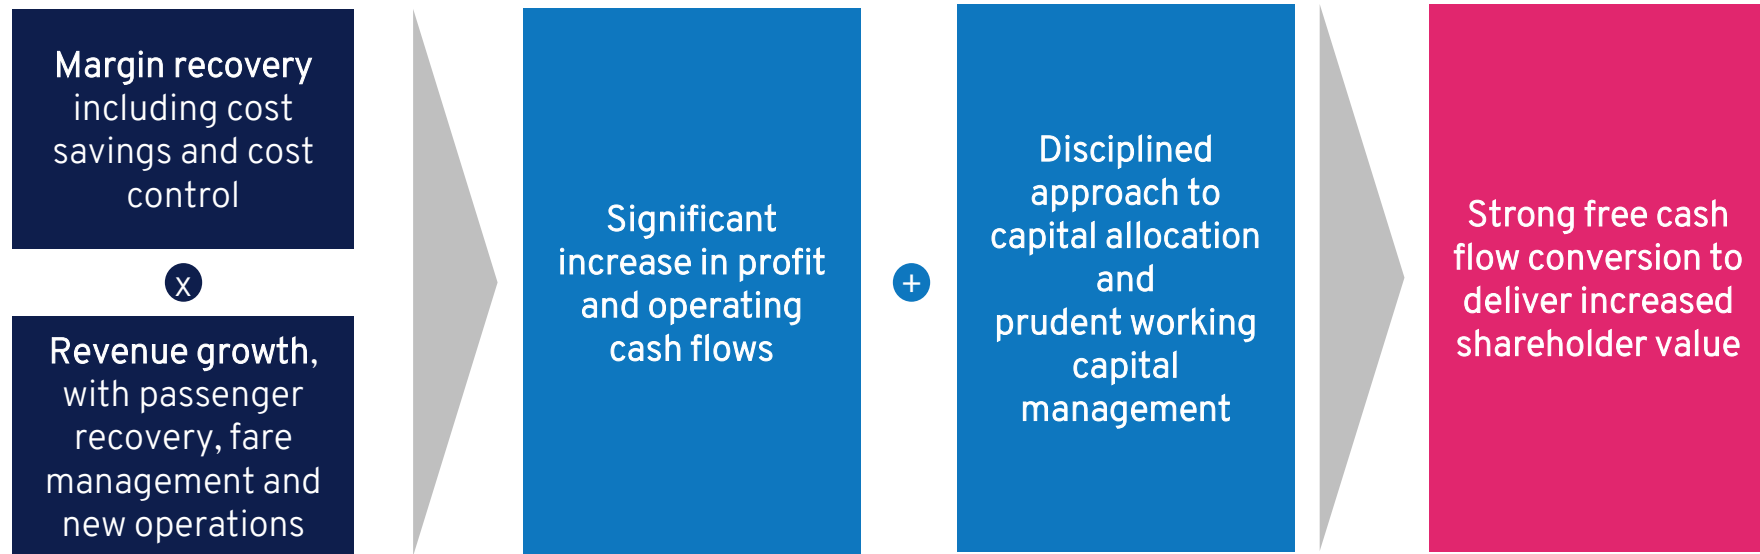 Margin recovery
including cost
savings and cost
control
x
Revenue growth,
with passenger
recovery, fare
management and
new operations
Significant
increase in profit
and operating
cash flows
+
Disciplined
approach to
capital allocation
and
prudent working
capital
management
Strong free cash
flow conversion to
deliver increased
shareholder value